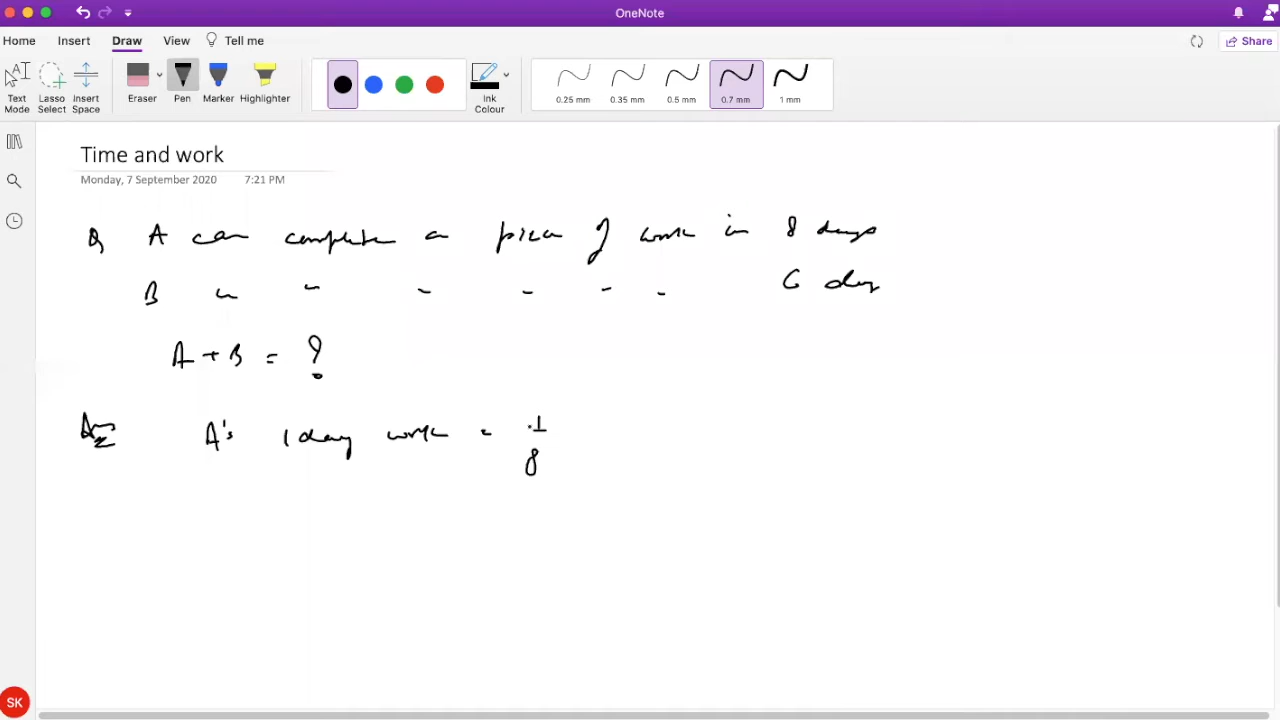 OneNote
Home Insert Draw View Tell me
Share
Text Mode
Lasso Select
Insert Space
Eraser
Pen
Marker
Highlighter
Ink Colour
0.25 mm
0.35 mm
0.5 mm
0.7 mm
1 mm
Time and work
Monday, 7 September 2020 7:21 PM
Q A can complete a piece of work in 8 days
B " " " " " " 6 days
A + B = ?
Ans A's 1 day work = 1/8
SK